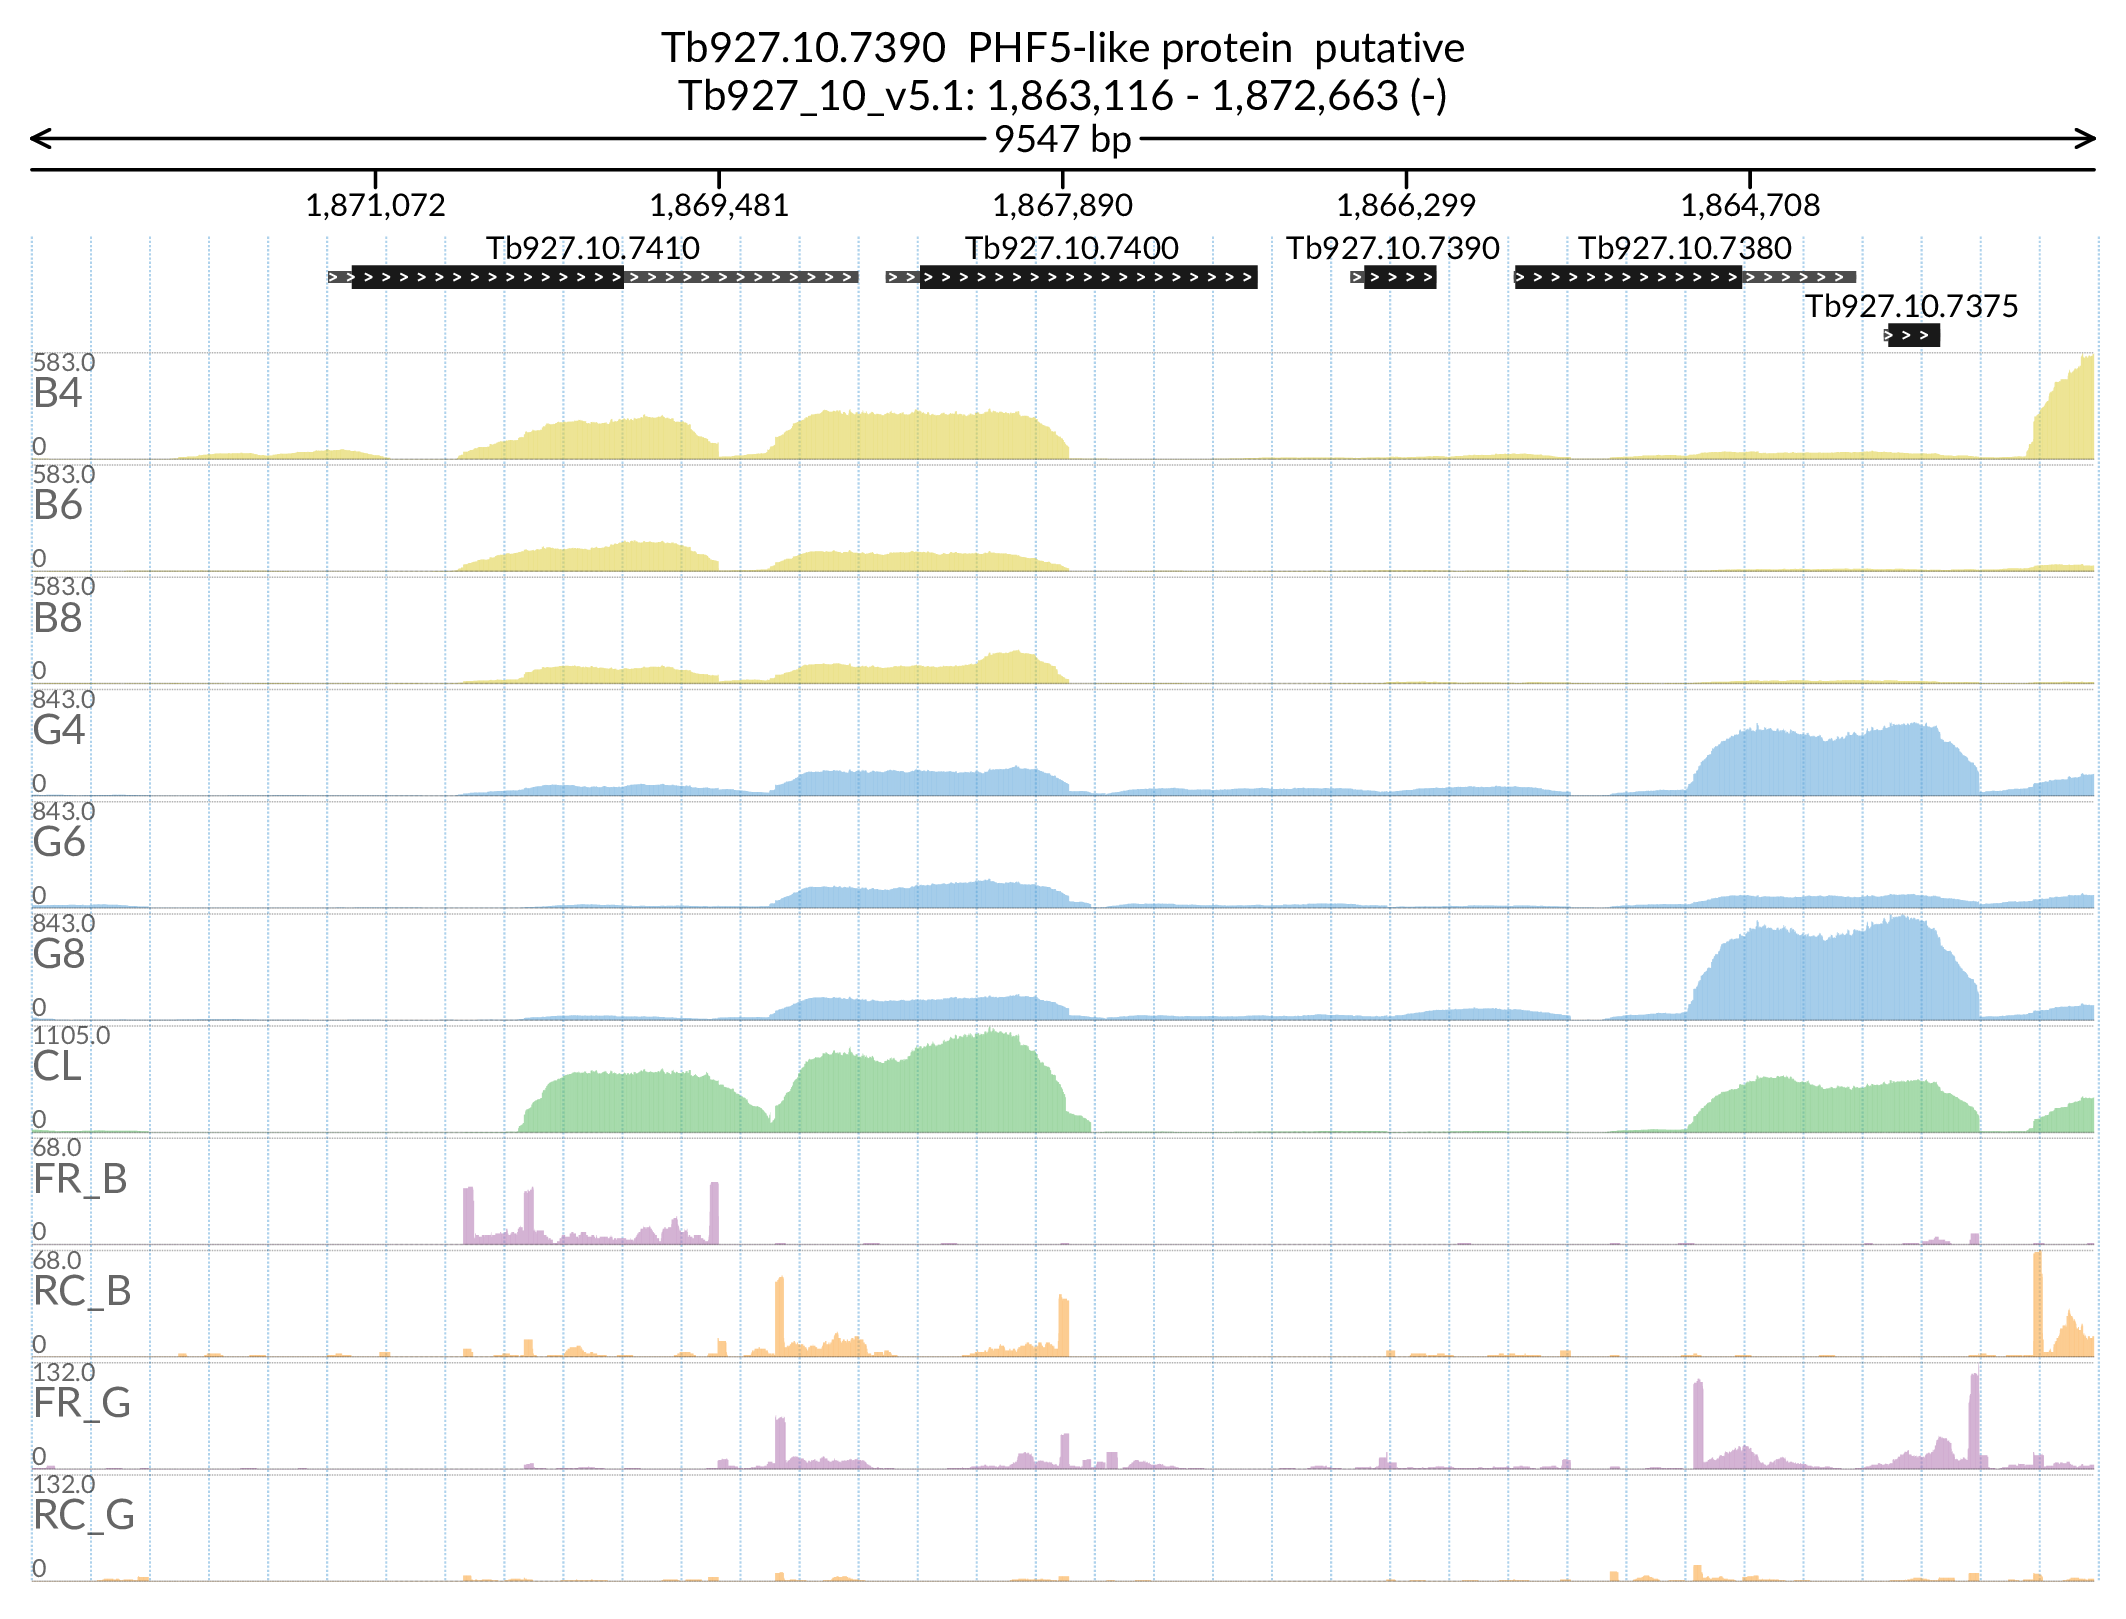 Tb927.10.7390  PHF5-like protein  putative
Tb927_10_v5.1: 1,863,116 - 1,872,663 (-)
9547 bp
1,871,072 1,869,481 1,867,890 1,866,299 1,864,708
Tb927.10.7410 Tb927.10.7400 Tb927.10.7390 Tb927.10.7380
Tb927.10.7375
583.0
B4
0
583.0
B6
0
583.0
B8
0
843.0
G4
0
843.0
G6
0
843.0
G8
0
1105.0
CL
0
68.0
FR_B
0
68.0
RC_B
0
132.0
FR_G
0
132.0
RC_G
0